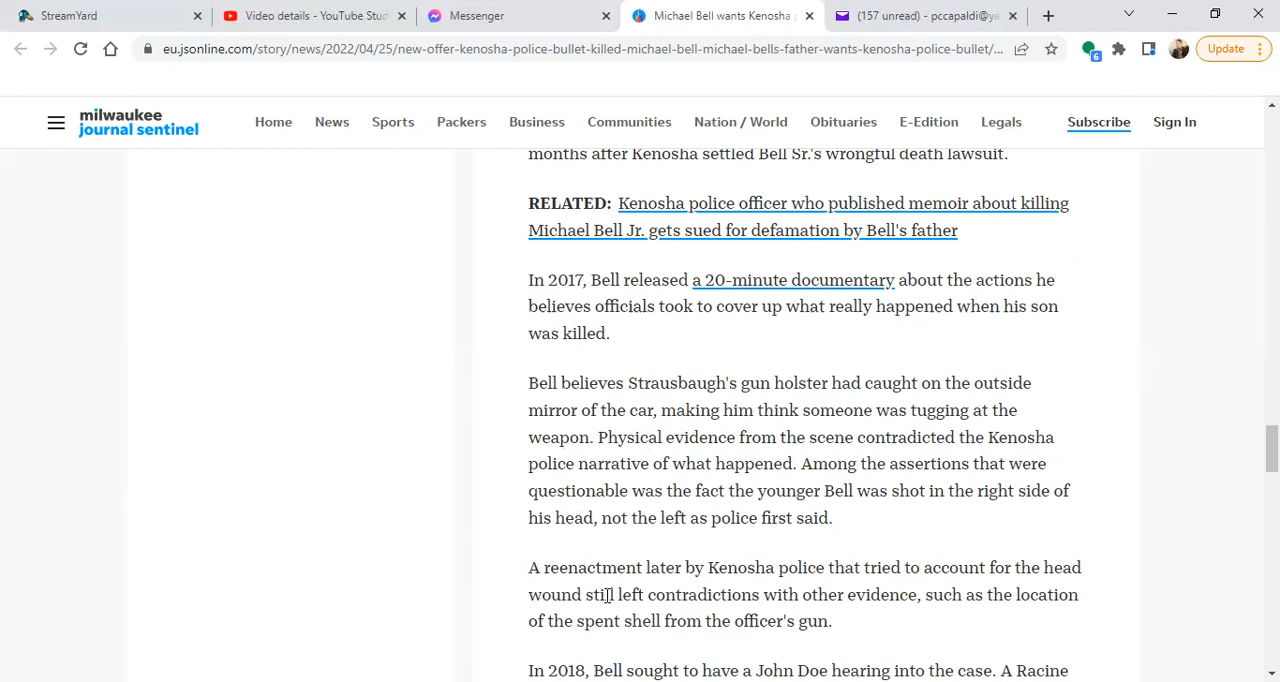 StreamYard
Video details - YouTube Stud
Messenger
Michael Bell wants Kenosha p
(157 unread) - pccapaldi@ya
eu.jsonline.com/story/news/2022/04/25/new-offer-kenosha-police-bullet-killed-michael-bell-michael-bells-father-wants-kenosha-police-bullet/...
6
Update
milwaukee
journal sentinel
Home News Sports Packers Business Communities Nation / World Obituaries E-Edition Legals Subscribe Sign In
months after Kenosha settled Bell Sr.'s wrongful death lawsuit.
RELATED: Kenosha police officer who published memoir about killing
Michael Bell Jr. gets sued for defamation by Bell's father
In 2017, Bell released a 20-minute documentary about the actions he
believes officials took to cover up what really happened when his son
was killed.
Bell believes Strausbaugh's gun holster had caught on the outside
mirror of the car, making him think someone was tugging at the
weapon. Physical evidence from the scene contradicted the Kenosha
police narrative of what happened. Among the assertions that were
questionable was the fact the younger Bell was shot in the right side of
his head, not the left as police first said.
A reenactment later by Kenosha police that tried to account for the head
wound still left contradictions with other evidence, such as the location
of the spent shell from the officer's gun.
In 2018, Bell sought to have a John Doe hearing into the case. A Racine